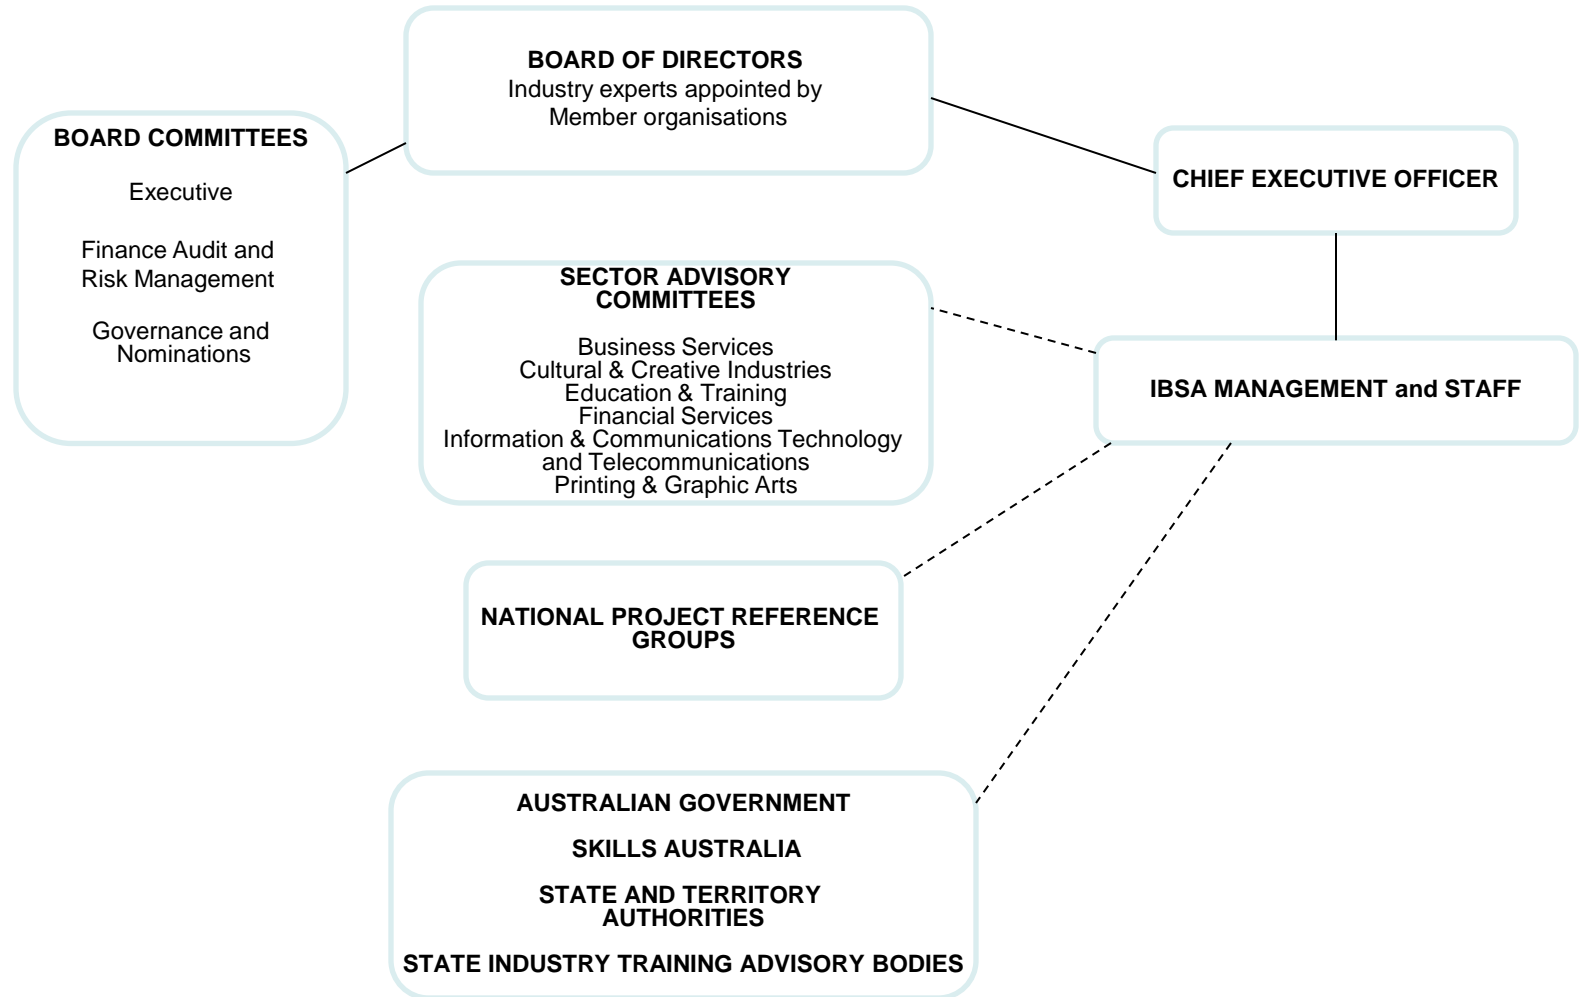 BOARD OF DIRECTORS
Industry experts appointed by
Member organisations
BOARD COMMITTEES
Executive
Finance Audit and
Risk Management
Governance and
Nominations
CHIEF EXECUTIVE OFFICER
SECTOR ADVISORY
COMMITTEES
Business Services
Cultural & Creative Industries
Education & Training
Financial Services
Information & Communications Technology
and Telecommunications
Printing & Graphic Arts
IBSA MANAGEMENT and STAFF
NATIONAL PROJECT REFERENCE
GROUPS
AUSTRALIAN GOVERNMENT
SKILLS AUSTRALIA
STATE AND TERRITORY
AUTHORITIES
STATE INDUSTRY TRAINING ADVISORY BODIES